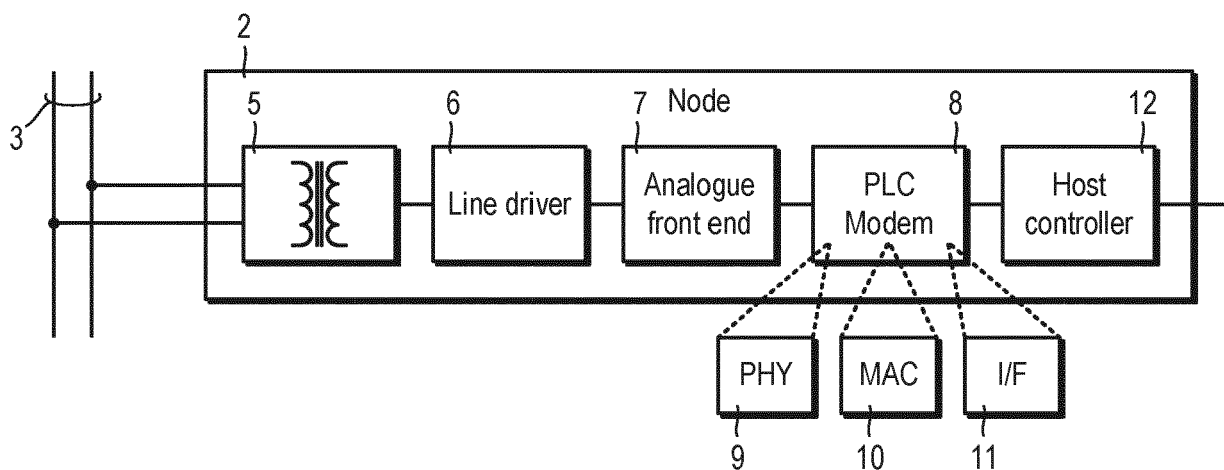 2
Node
3
5
6
7
8
12
Line driver
Analogue
front end
PLC
Modem
Host
controller
PHY
MAC
I/F
9
10
11